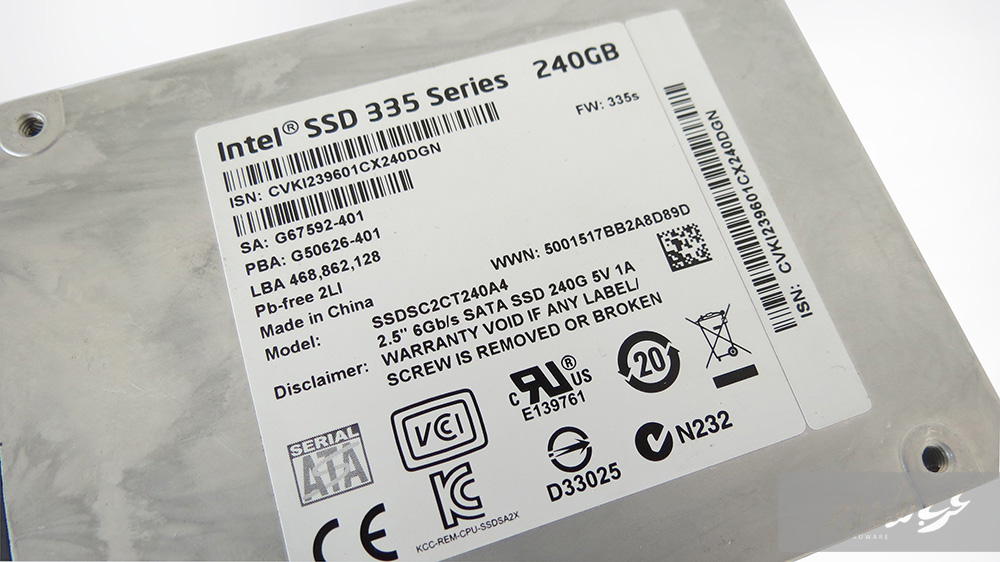 Intel® SSD 335 Series 240GB
FW: 335s
ISN: CVKI239601CX240DGN
SA: G67592-401
PBA: G50626-401
LBA 468,862,128
WWN: 5001517BB2A8D89D
Pb-free 2LI
Made in China
Model: SSDSC2CT240A4
2.5" 6Gb/s SATA SSD 240G 5V 1A
Disclaimer: WARRANTY VOID IF ANY LABEL/
SCREW IS REMOVED OR BROKEN
ISN: CVKI239601CX240DGN
SERIAL
ATA
VCI
c RU® US
E139761
20
D33025
N232
KC
KCC-REM-CPU-SSDSA2X
CE